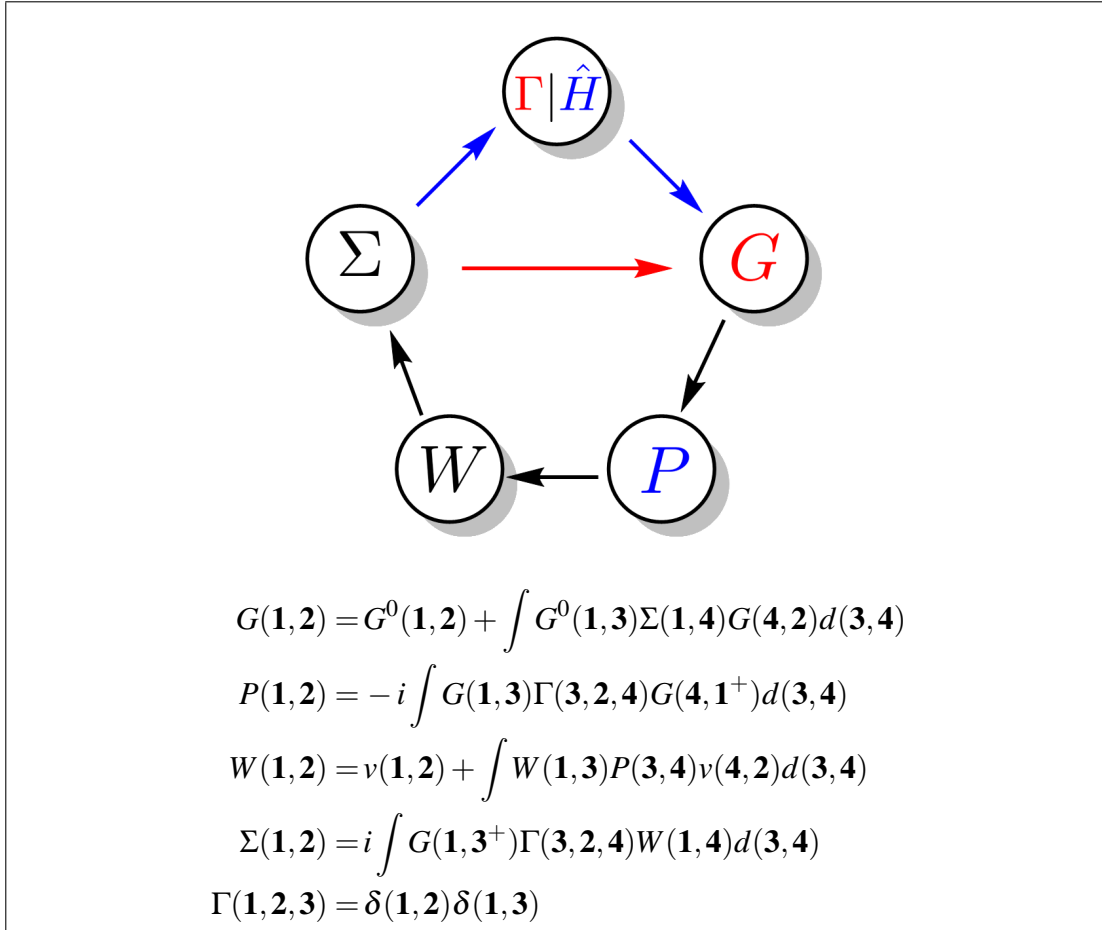 Γ|Ĥ
Σ
G
W
P
G(1,2) = G⁰(1,2) + ∫ G⁰(1,3)Σ(1,4)G(4,2)d(3,4)
P(1,2) = −i ∫ G(1,3)Γ(3,2,4)G(4,1⁺)d(3,4)
W(1,2) = v(1,2) + ∫ W(1,3)P(3,4)v(4,2)d(3,4)
Σ(1,2) = i ∫ G(1,3⁺)Γ(3,2,4)W(1,4)d(3,4)
Γ(1,2,3) = δ(1,2)δ(1,3)